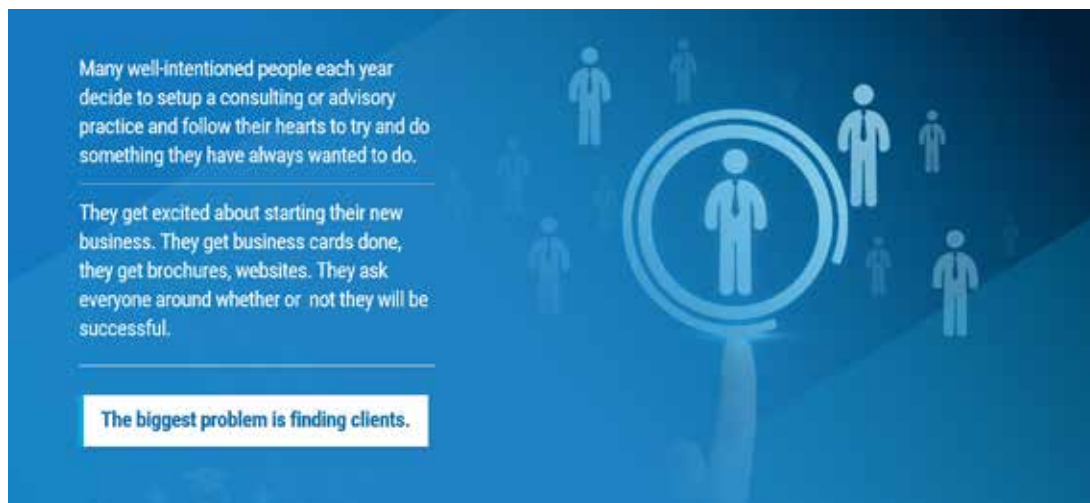 Many well-intentioned people each year
decide to setup a consulting or advisory
practice and follow their hearts to try and do
something they have always wanted to do.
They get excited about starting their new
business. They get business cards done,
they get brochures, websites. They ask
everyone around whether or  not they will be
successful.
The biggest problem is finding clients.